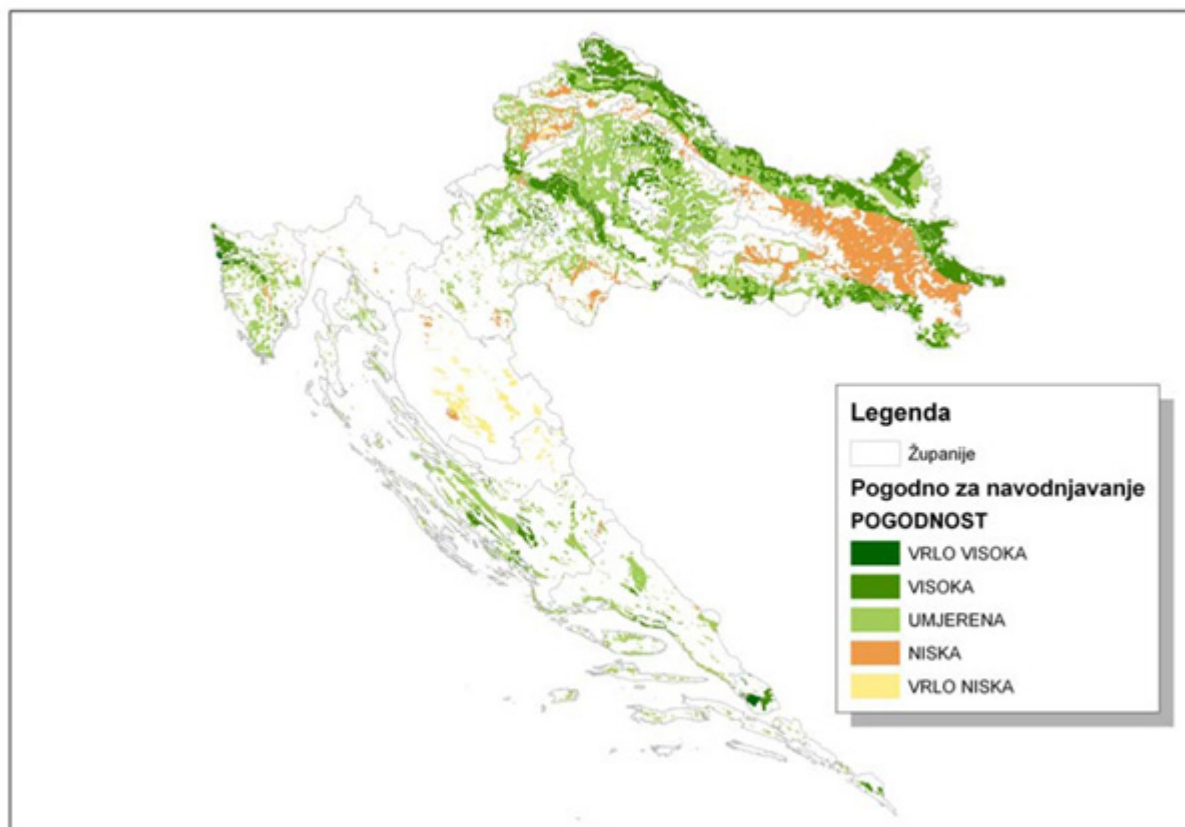 Legenda
Županije
Pogodno za navodnjavanje
POGODNOST
VRLO VISOKA
VISOKA
UMJERENA
NISKA
VRLO NISKA